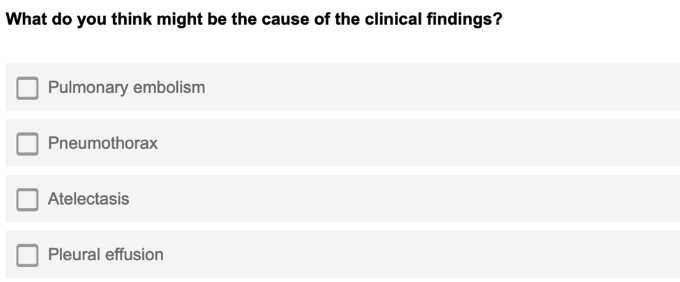 What do you think might be the cause of the clinical findings?
Pulmonary embolism
Pneumothorax
Atelectasis
Pleural effusion